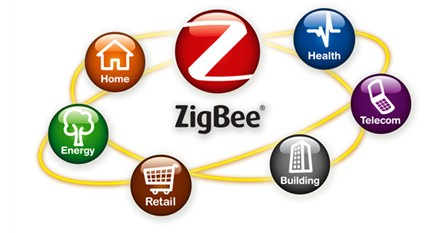 Home
Health
ZigBee®
Telecom
Energy
Building
Retail